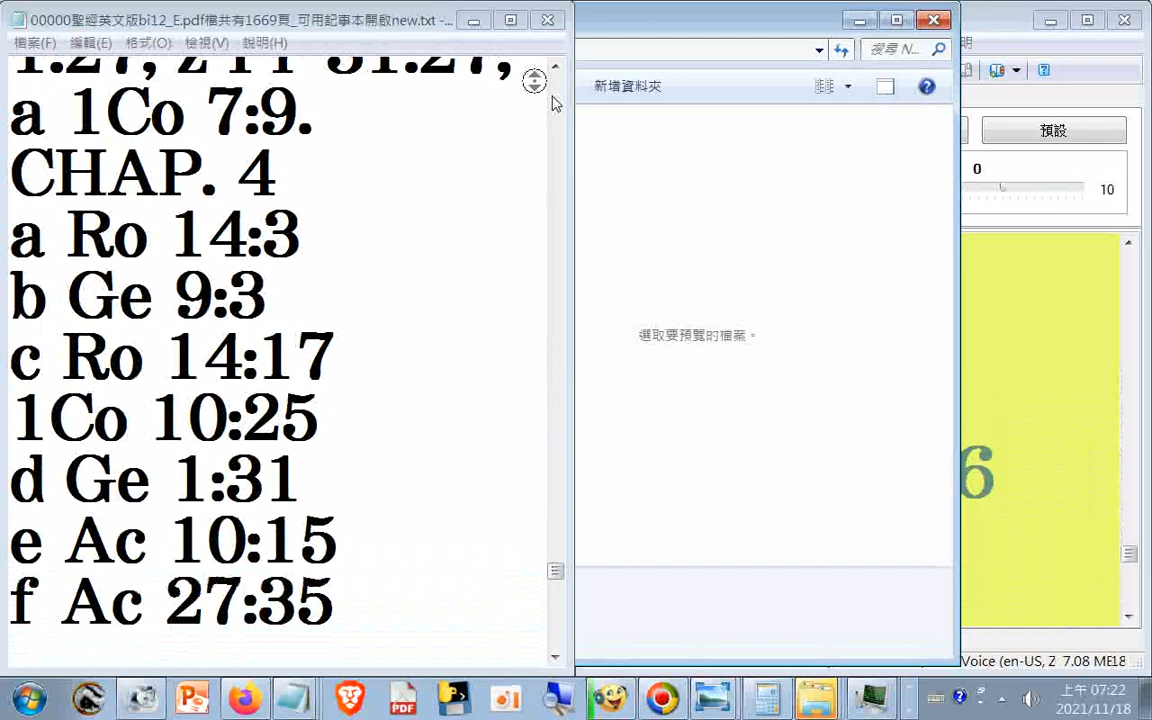 00000聖經英文版bi12_E.pdf檔共有1669頁_可用記事本開啟new.txt -...
檔案(F) 編輯(E) 格式(O) 檢視(V) 說明(H)
a 1Co 7:9.
CHAP. 4
a Ro 14:3
b Ge 9:3
c Ro 14:17
1Co 10:25
d Ge 1:31
e Ac 10:15
f Ac 27:35
搜尋 N...
新增資料夾
選取要預覽的檔案。
明
預設
0
10
6
Voice (en-US, Z 7.08 ME18
上午 07:22
2021/11/18